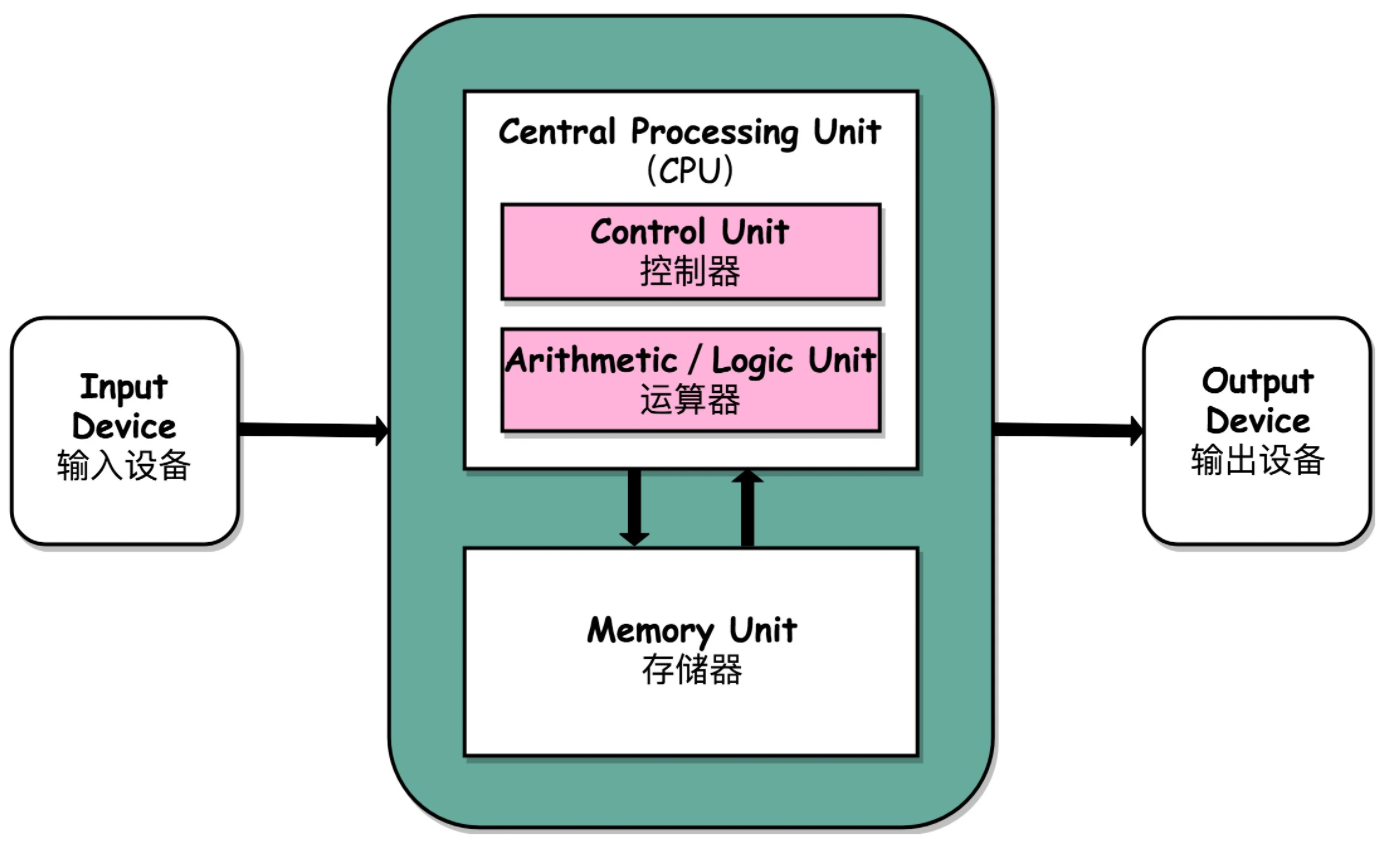 Central Processing Unit
(CPU)
Control Unit
控制器
Arithmetic / Logic Unit
运算器
Input
Device
输入设备
Output
Device
输出设备
Memory Unit
存储器